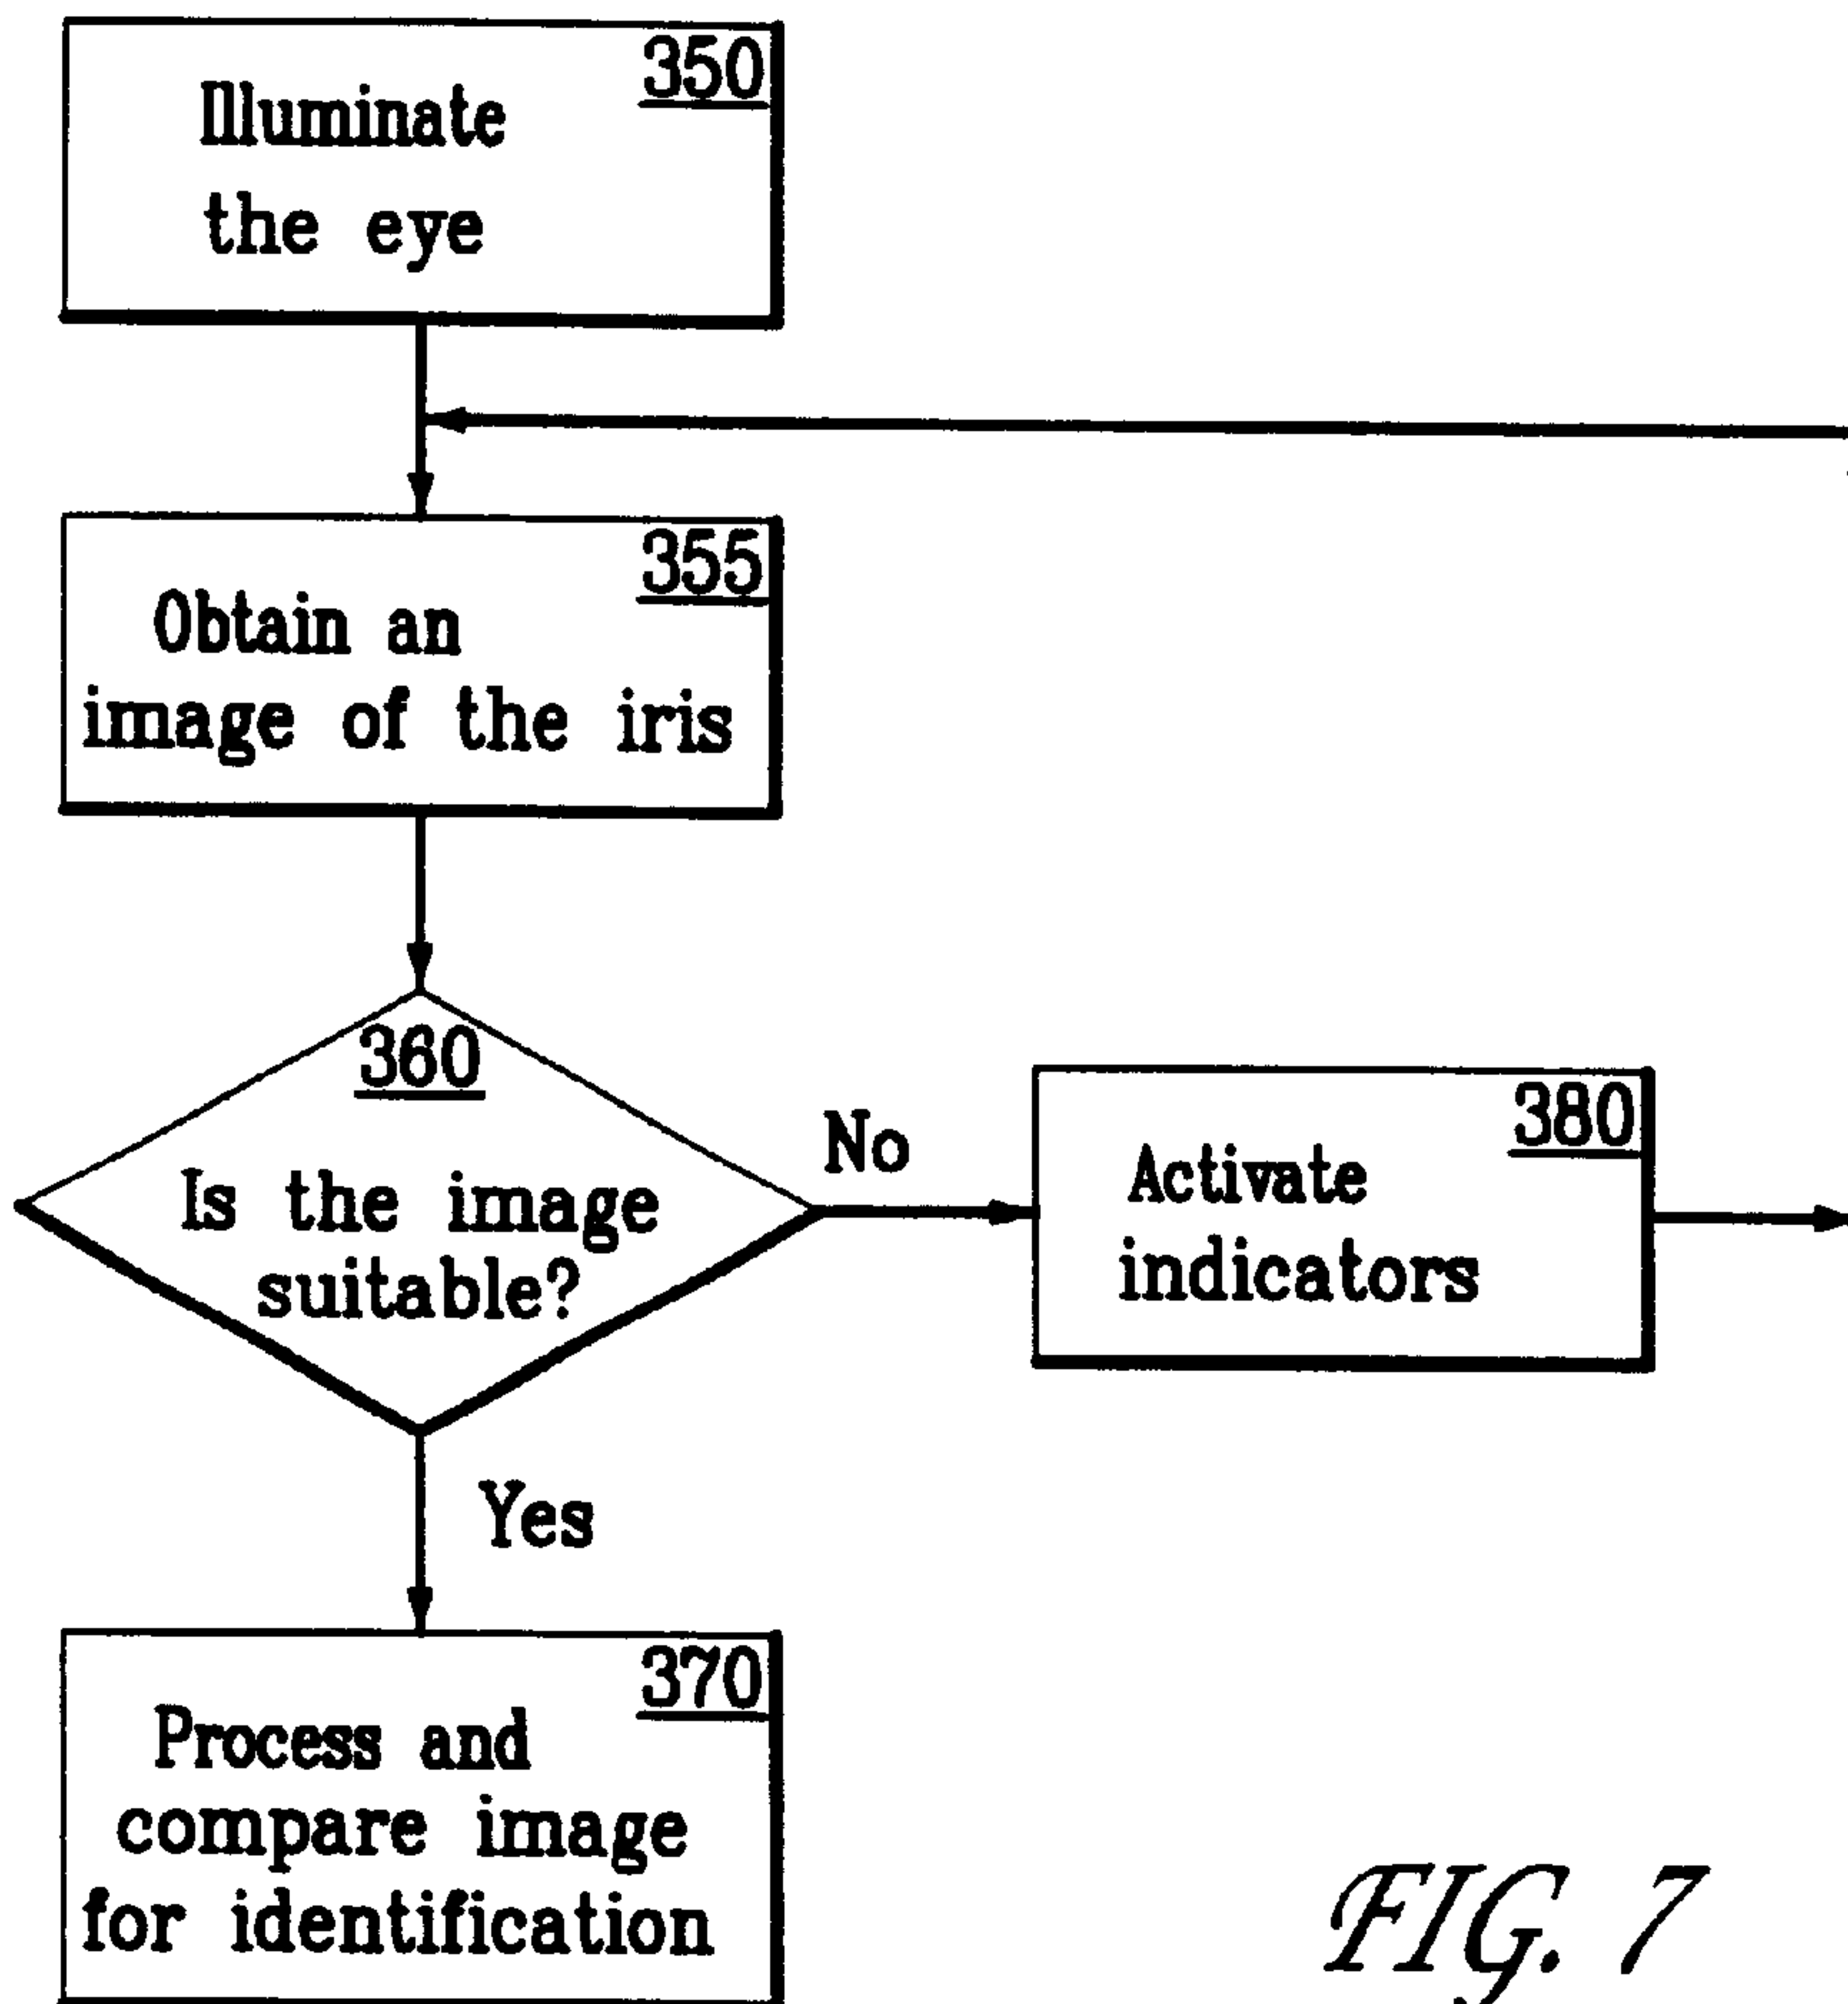 350
Illuminate
the eye
355
Obtain an
image of the iris
360
Is the image
suitable?
No
380
Activate
indicators
Yes
370
Process and
compare image
for identification
FIG. 7